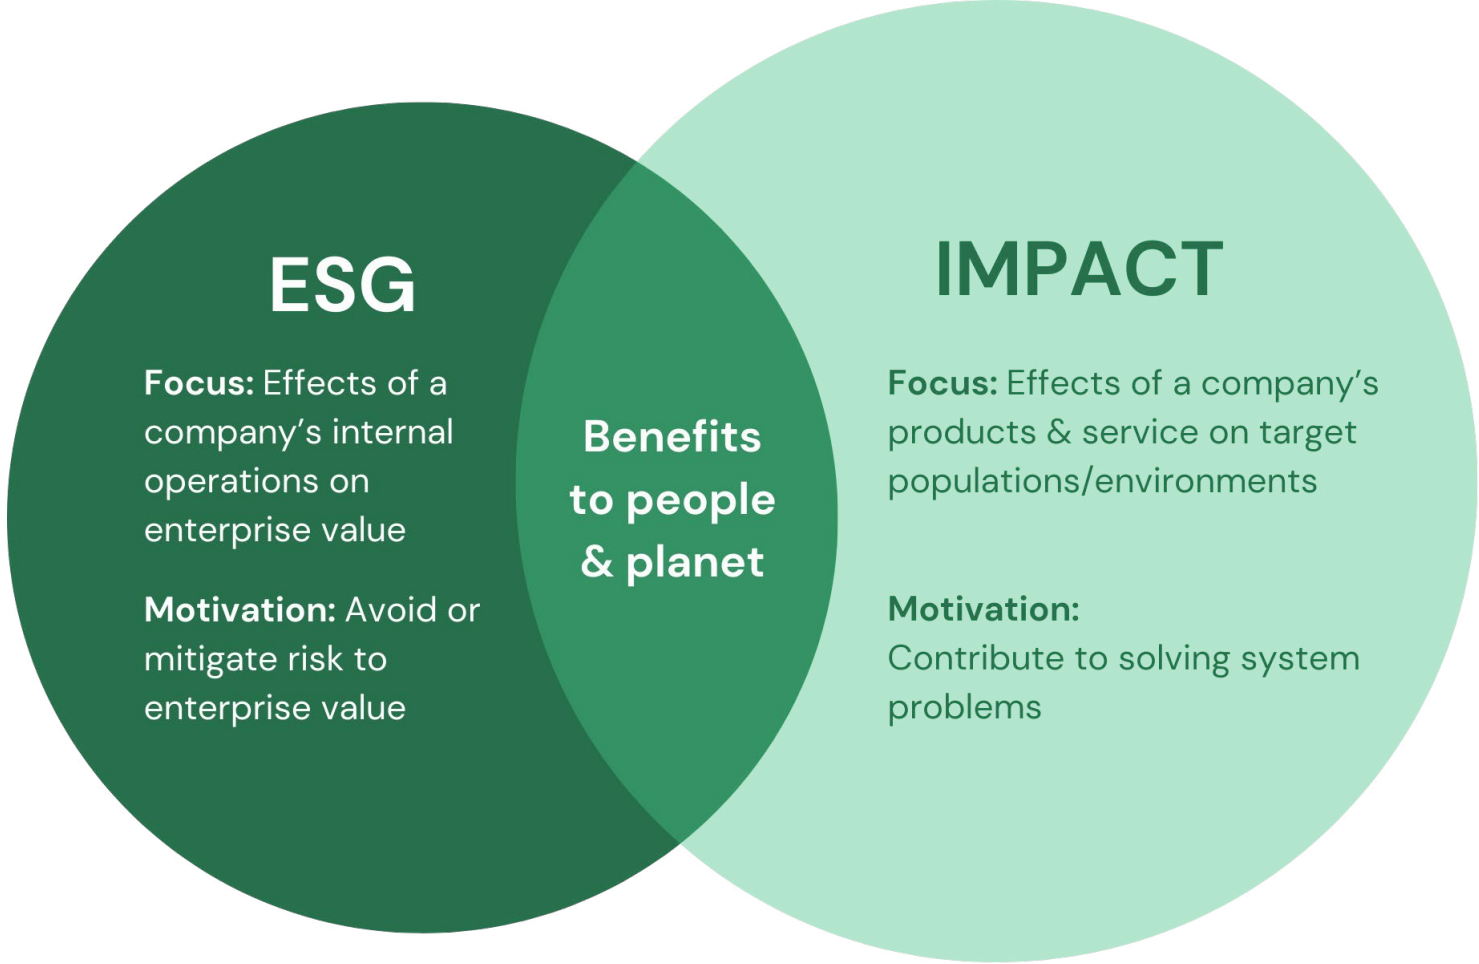 ESG
Focus: Effects of a
company’s internal
operations on
enterprise value
Motivation: Avoid or
mitigate risk to
enterprise value
Benefits
to people
& planet
IMPACT
Focus: Effects of a company’s
products & service on target
populations/environments
Motivation:
Contribute to solving system
problems